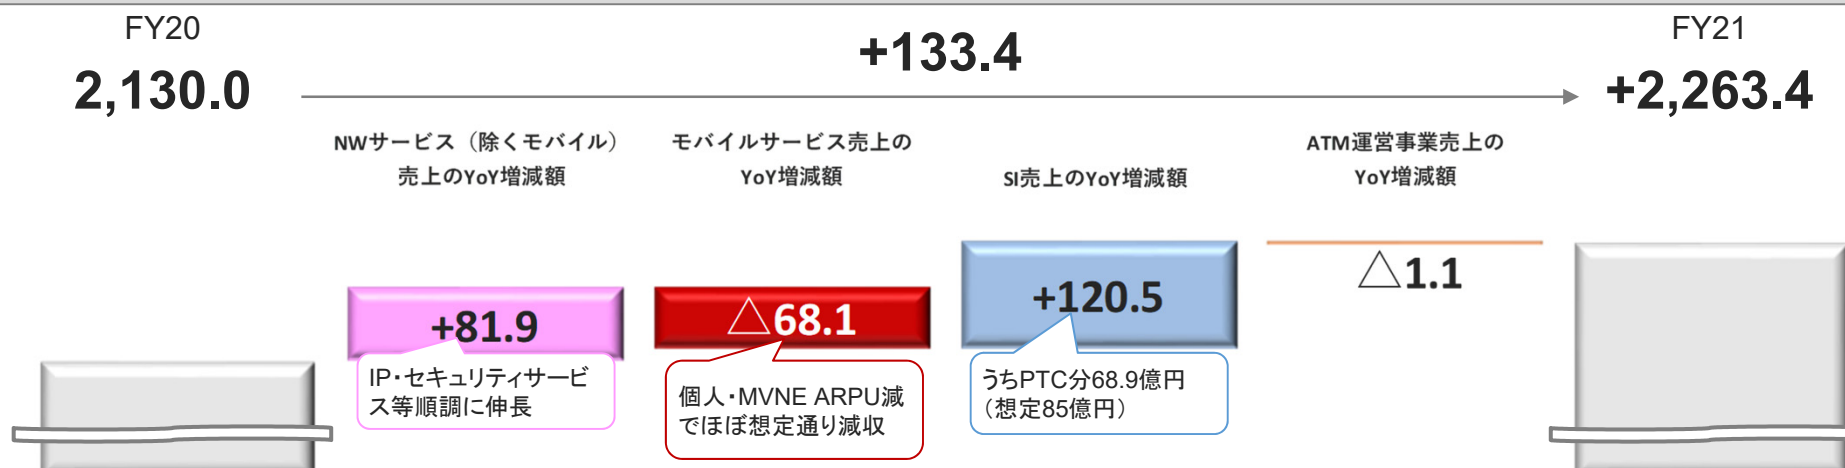 FY20
2,130.0
+133.4
FY21
+2,263.4
NWサービス（除くモバイル）
売上のYoY増減額
モバイルサービス売上の
YoY増減額
SI売上のYoY増減額
ATM運営事業売上の
YoY増減額
+81.9
△68.1
+120.5
△1.1
IP・セキュリティサービ
ス等順調に伸長
個人・MVNE ARPU減
でほぼ想定通り減収
うちPTC分68.9億円
（想定85億円）